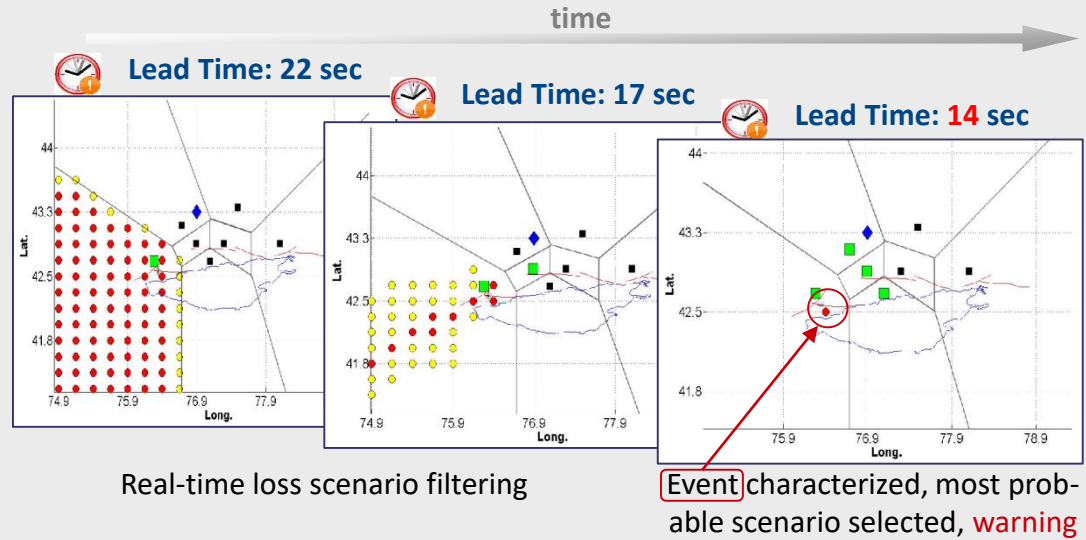 time
Lead Time: 22 sec
Lead Time: 17 sec
Lead Time: 14 sec
44
43.3
42.5
41.8
Lat.
74.9
75.9
76.9
77.9
Long.
44
43.3
42.5
41.8
Lat.
74.9
75.9
76.9
77.9
Long.
44
43.3
42.5
41.8
Lat.
75.9
76.9
77.9
78.9
Long.
Real-time loss scenario filtering
Event characterized, most prob-
able scenario selected, warning